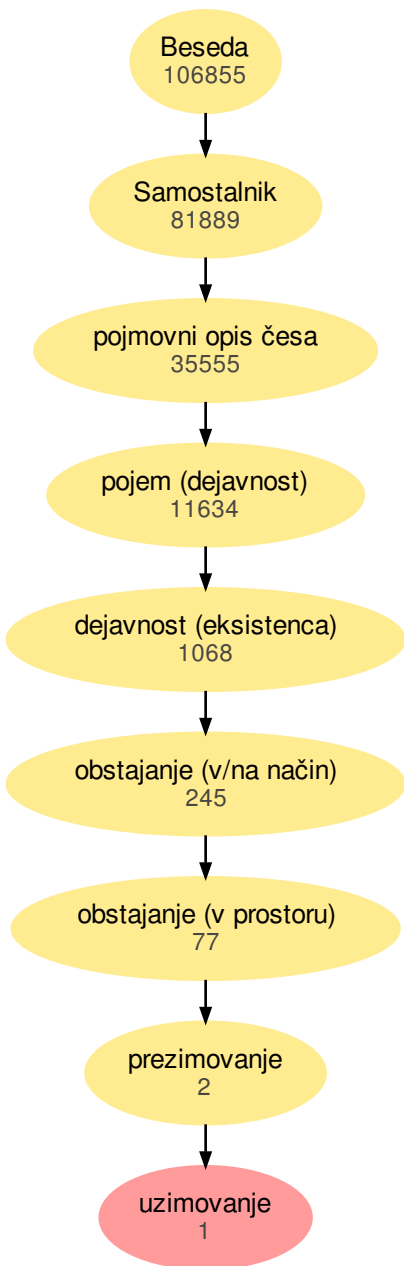 Beseda
106855
Samostalnik
81889
pojmovni opis česa
35555
pojem (dejavnost)
11634
dejavnost (eksistenca)
1068
obstajanje (v/na način)
245
obstajanje (v prostoru)
77
prezimovanje
2
uzimovanje
1